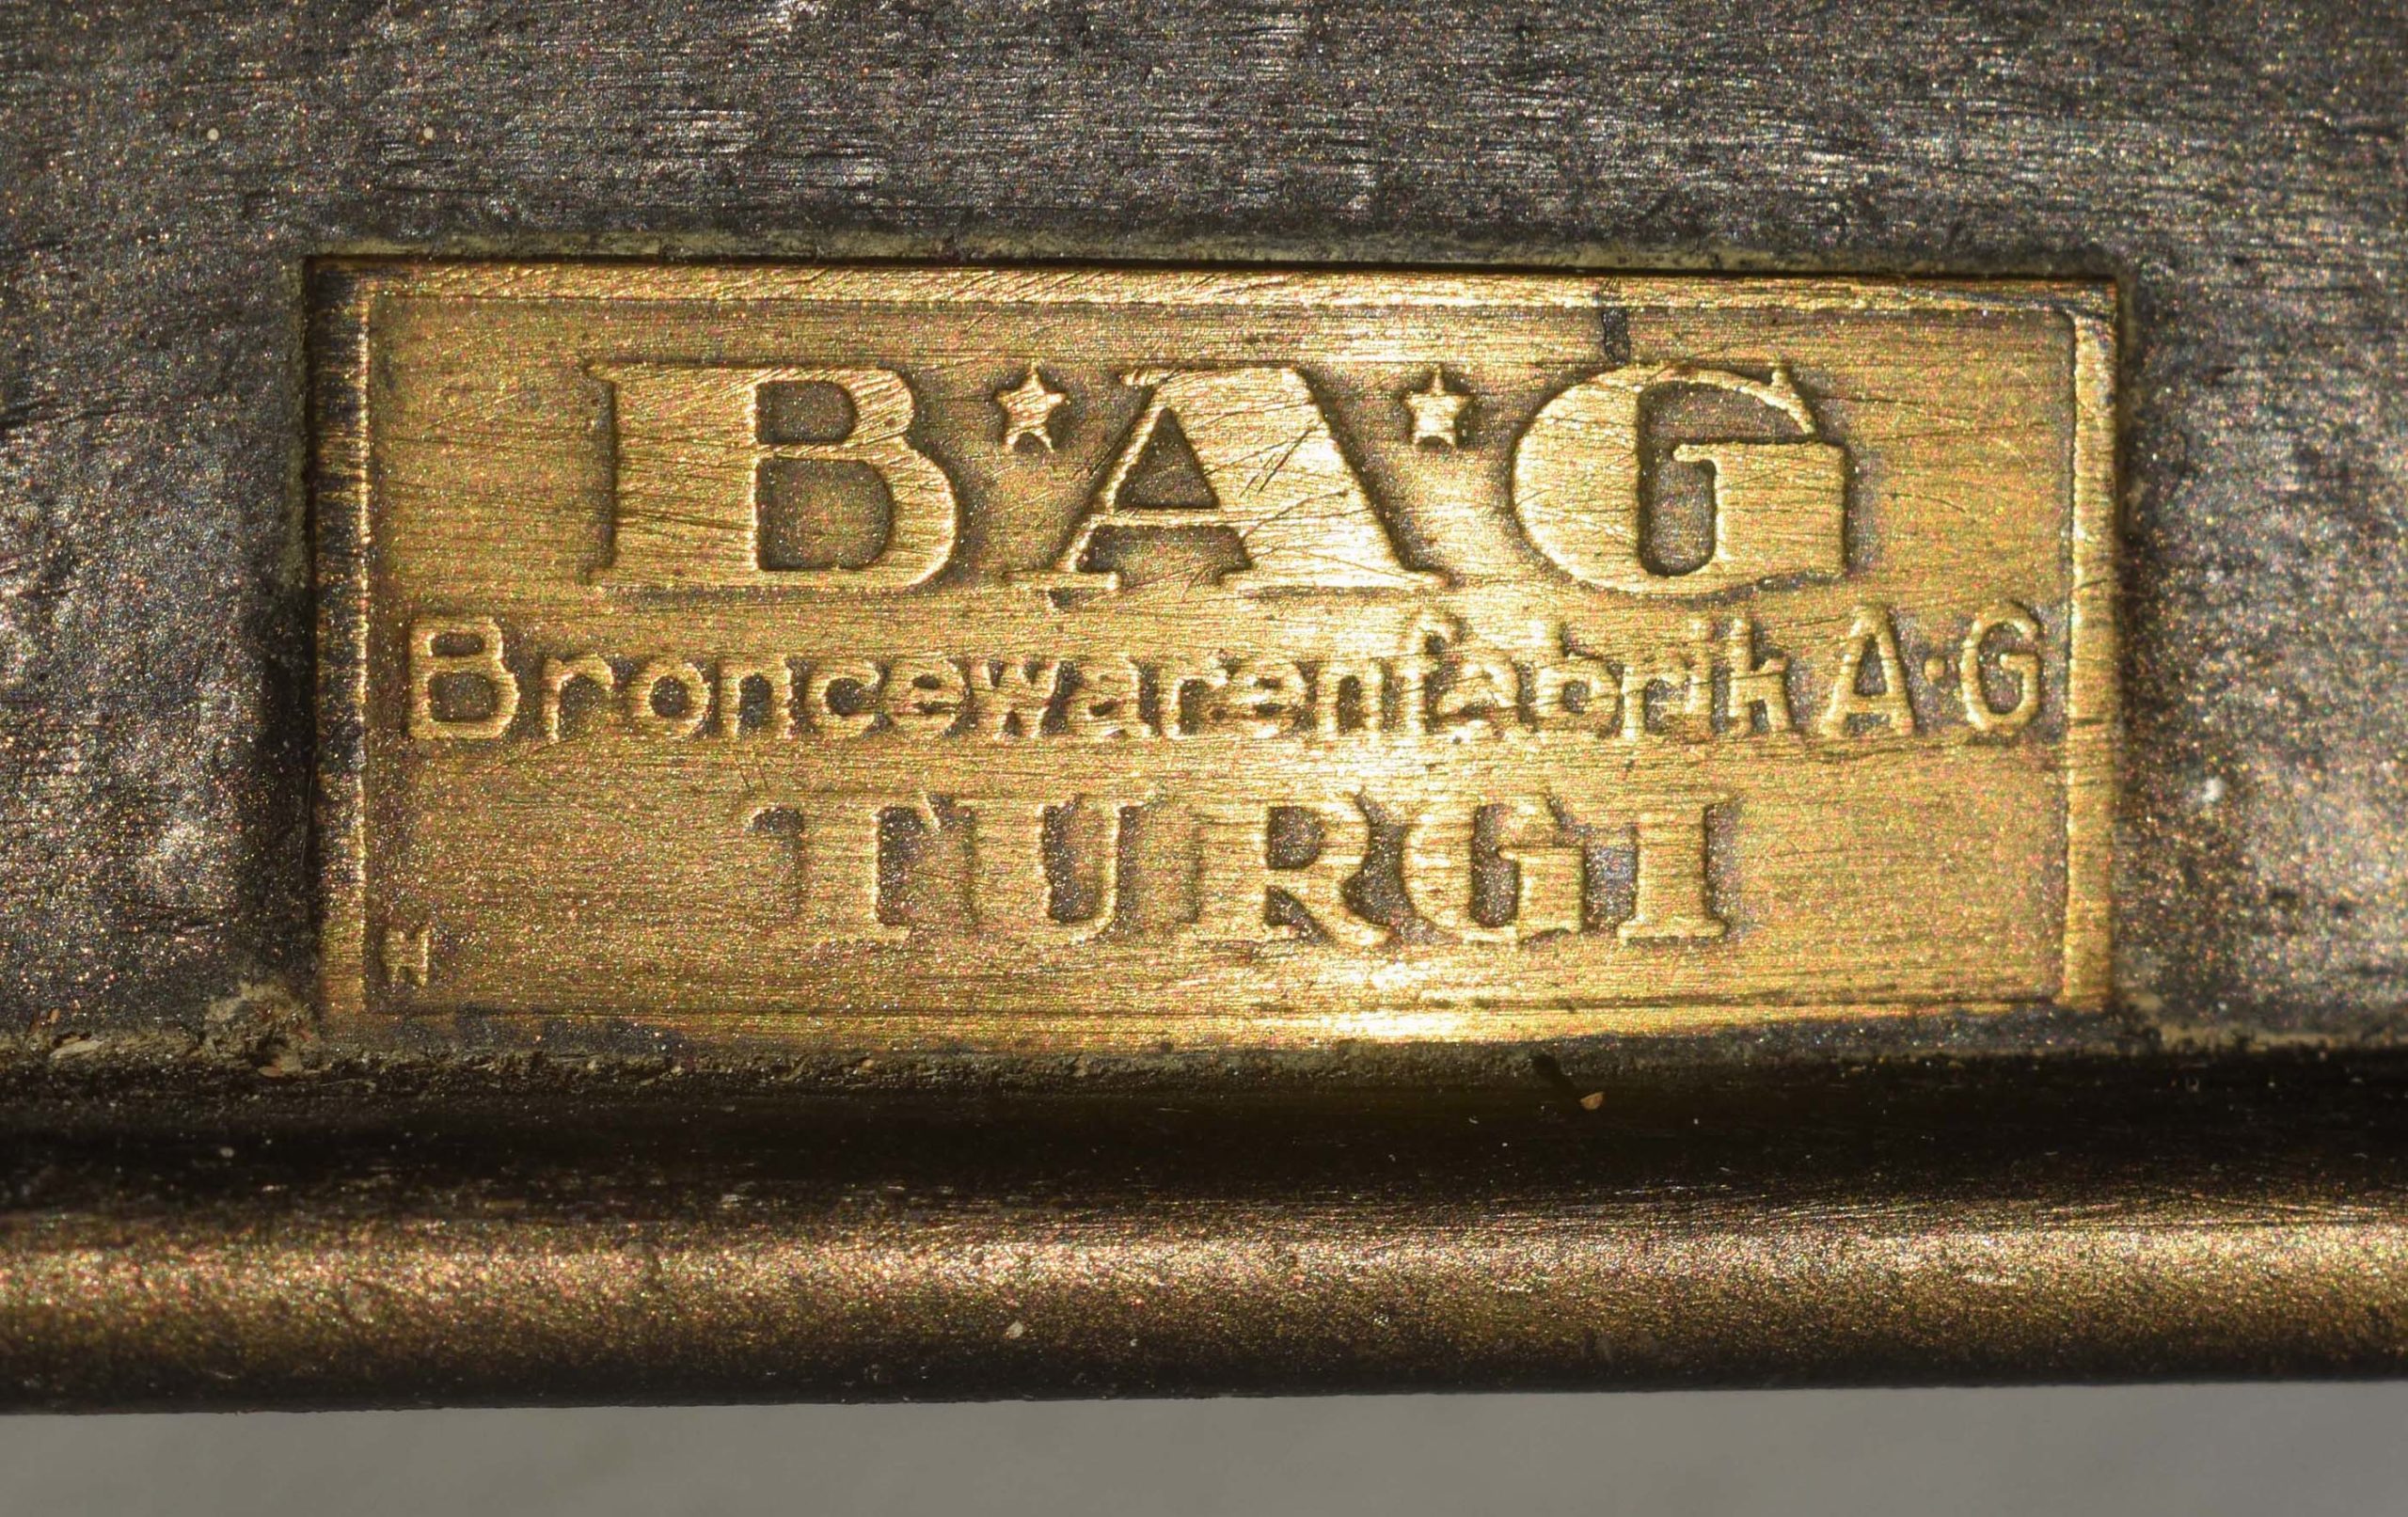 B★A★G
Broncewarenfabrik A·G
TURGI
H